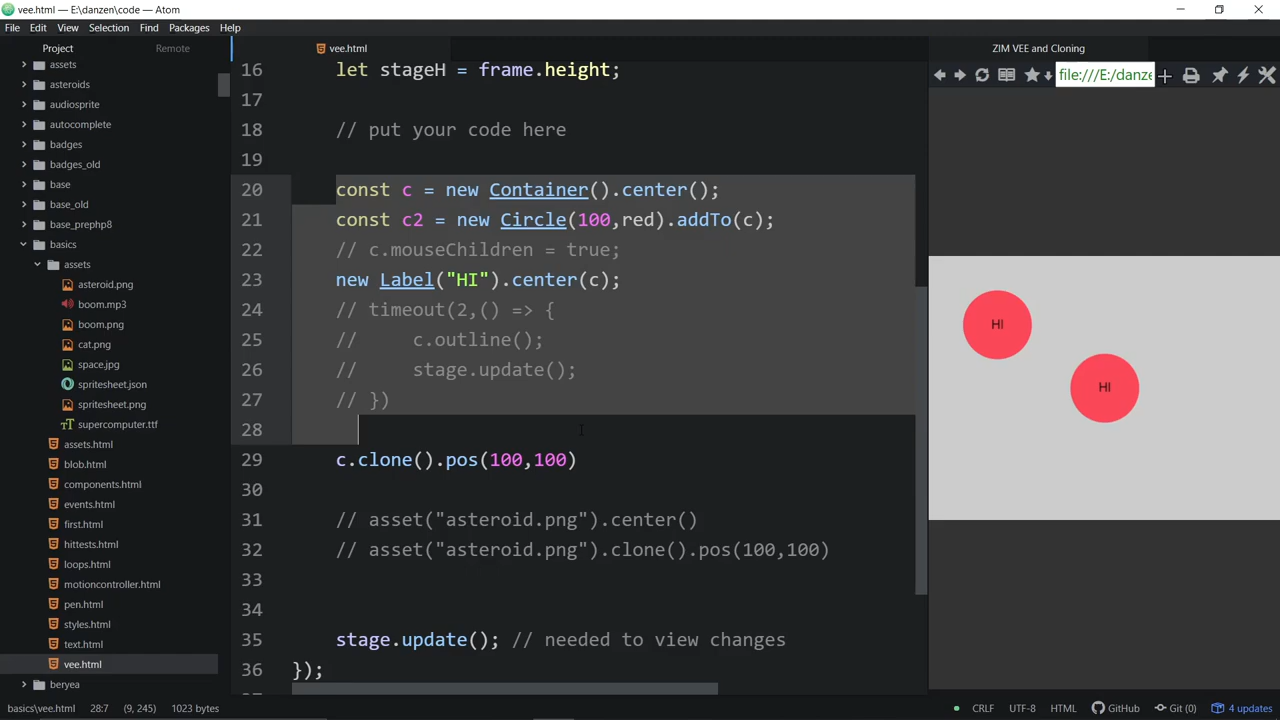 vee.html — E:\danzen\code — Atom
File Edit View Selection Find Packages Help
Project Remote
assets
asteroids
audiosprite
autocomplete
badges
badges_old
base
base_old
base_prephp8
basics
assets
asteroid.png
boom.mp3
boom.png
cat.png
space.jpg
spritesheet.json
spritesheet.png
supercomputer.ttf
assets.html
blob.html
components.html
events.html
first.html
hittests.html
loops.html
motioncontroller.html
pen.html
styles.html
text.html
vee.html
beryea
vee.html
16 let stageH = frame.height;
17
18 // put your code here
19
20 const c = new Container().center();
21 const c2 = new Circle(100,red).addTo(c);
22 // c.mouseChildren = true;
23 new Label("HI").center(c);
24 // timeout(2,() => {
25 // c.outline();
26 // stage.update();
27 // })
28
29 c.clone().pos(100,100)
30
31 // asset("asteroid.png").center()
32 // asset("asteroid.png").clone().pos(100,100)
33
34
35 stage.update(); // needed to view changes
36 });
ZIM VEE and Cloning
file:///E:/danze
HI
HI
basics\vee.html 28:7 (9, 245) 1023 bytes
CRLF UTF-8 HTML GitHub Git (0) 4 updates